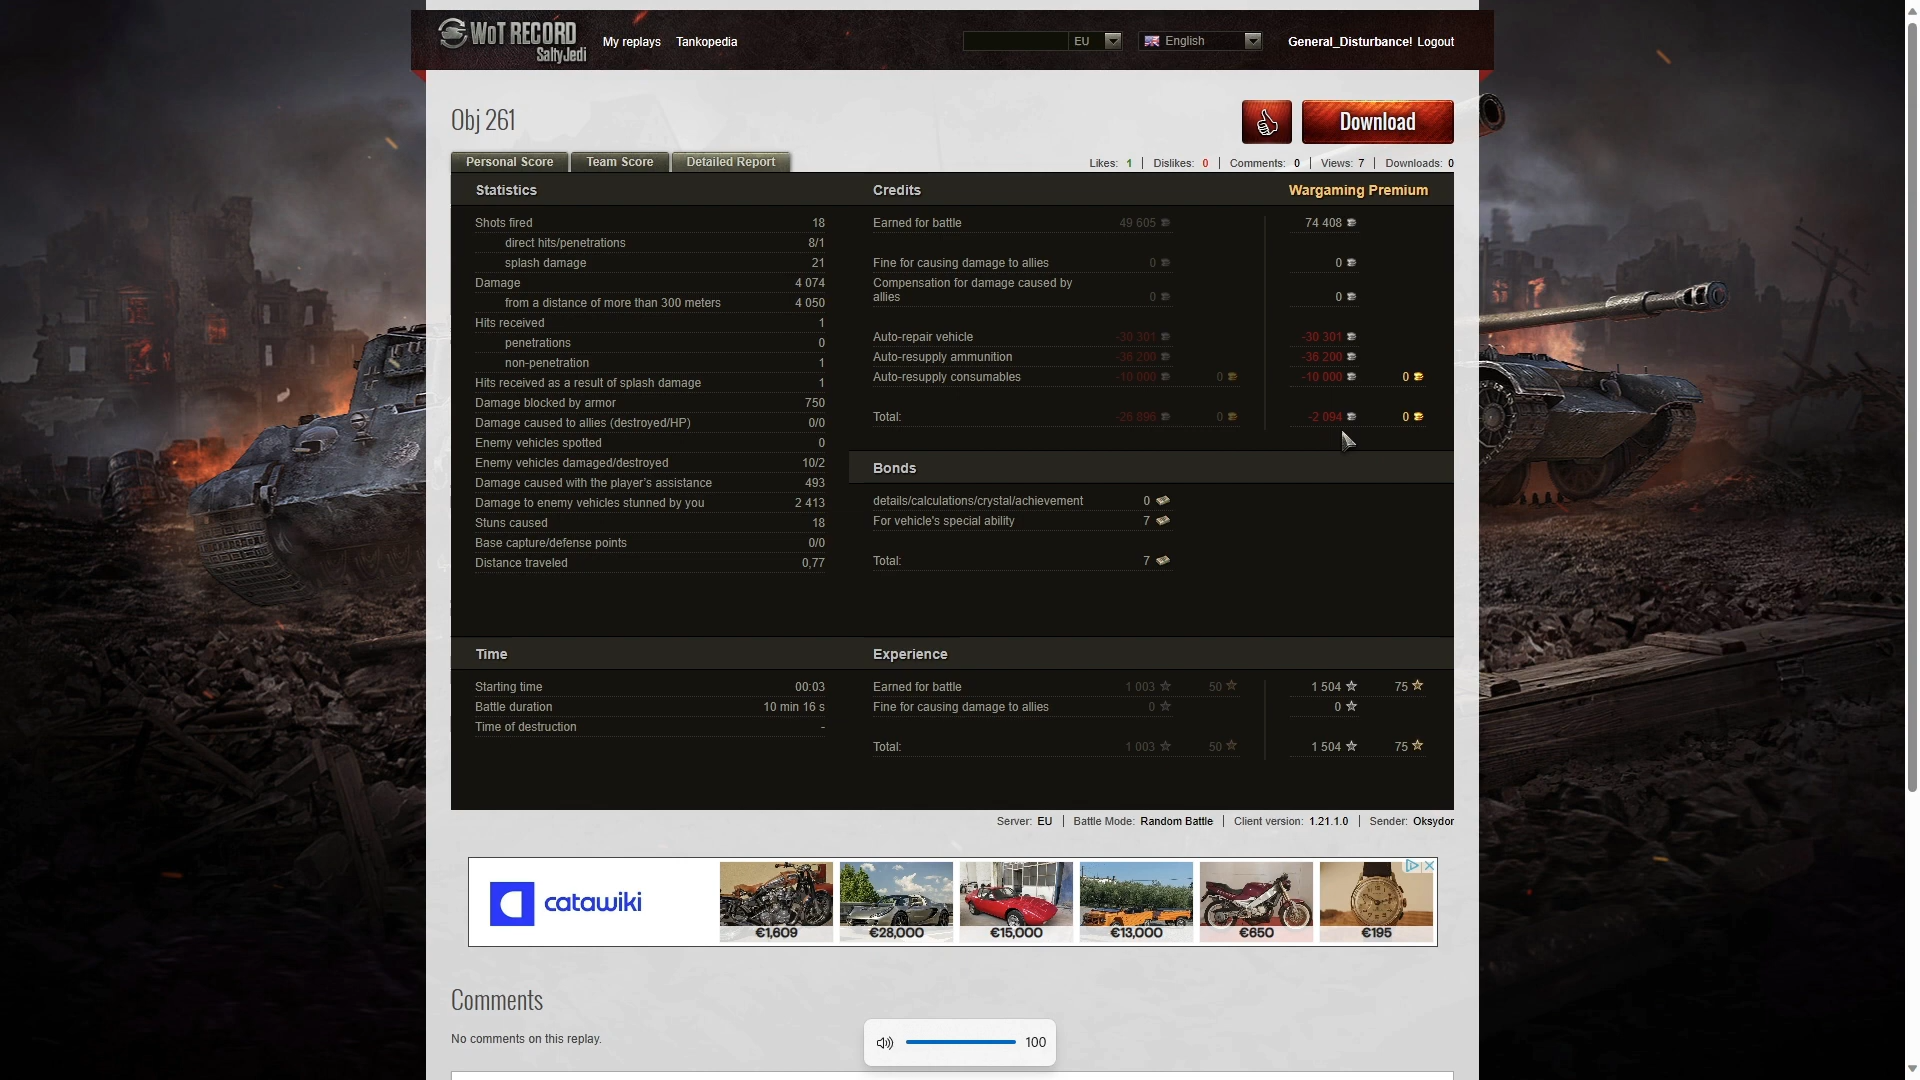 WoT RECORD
SaltyJedi
My replays
Tankopedia
EU
English
General_Disturbance! Logout
Obj 261
Download
Personal Score
Team Score
Detailed Report
Likes: 1 | Dislikes: 0 | Comments: 0 | Views: 7 | Downloads: 0
Statistics
Shots fired 18
direct hits/penetrations 8/1
splash damage 21
Damage 4 074
from a distance of more than 300 meters 4 050
Hits received 1
penetrations 0
non-penetration 1
Hits received as a result of splash damage 1
Damage blocked by armor 750
Damage caused to allies (destroyed/HP) 0/0
Enemy vehicles spotted 0
Enemy vehicles damaged/destroyed 10/2
Damage caused with the player's assistance 493
Damage to enemy vehicles stunned by you 2 413
Stuns caused 18
Base capture/defense points 0/0
Distance traveled 0,77
Credits Wargaming Premium
Earned for battle 49 605 74 408
Fine for causing damage to allies 0 0
Compensation for damage caused by
allies 0 0
Auto-repair vehicle -30 301 -30 301
Auto-resupply ammunition -36 200 -36 200
Auto-resupply consumables -10 000 0 -10 000 0
Total: -26 896 0 -2 094 0
Bonds
details/calculations/crystal/achievement 0
For vehicle's special ability 7
Total: 7
Time
Starting time 00:03
Battle duration 10 min 16 s
Time of destruction -
Experience
Earned for battle 1 003 50 1 504 75
Fine for causing damage to allies 0 0
Total: 1 003 50 1 504 75
Server: EU | Battle Mode: Random Battle | Client version: 1.21.1.0 | Sender: Oksydor
catawiki
€1,609
€28,000
€15,000
€13,000
€650
€195
Comments
No comments on this replay.
100